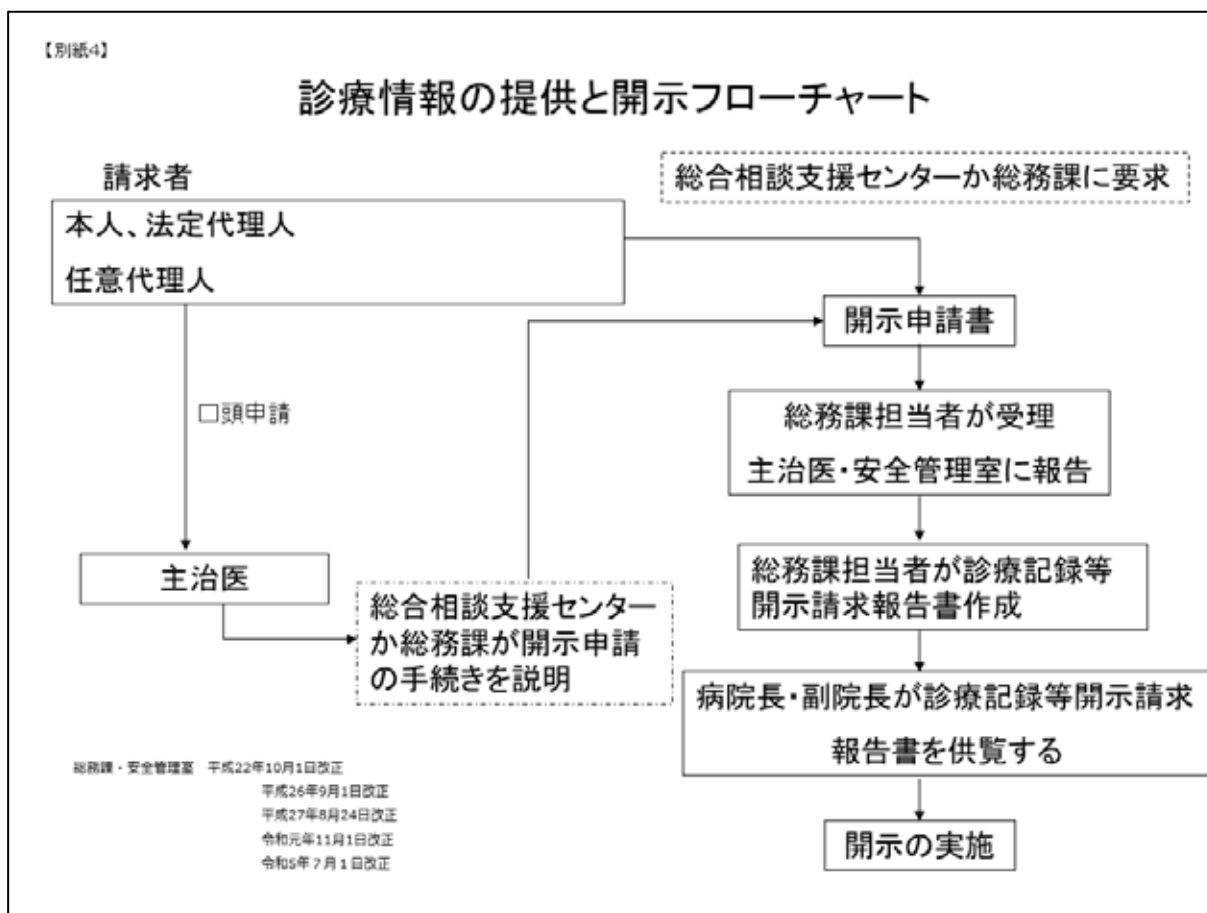 【別紙4】
診療情報の提供と開示フローチャート
請求者
総合相談支援センターか総務課に要求
本人、法定代理人
任意代理人
開示申請書
口頭申請
総務課担当者が受理
主治医・安全管理室に報告
主治医
総合相談支援センター
か総務課が開示申請
の手続きを説明
総務課担当者が診療記録等
開示請求報告書作成
病院長・副院長が診療記録等開示請求
報告書を供覧する
開示の実施
総務課・安全管理室　平成22年10月1日改正
平成26年9月1日改正
平成27年8月24日改正
令和元年11月1日改正
令和5年７月１日改正